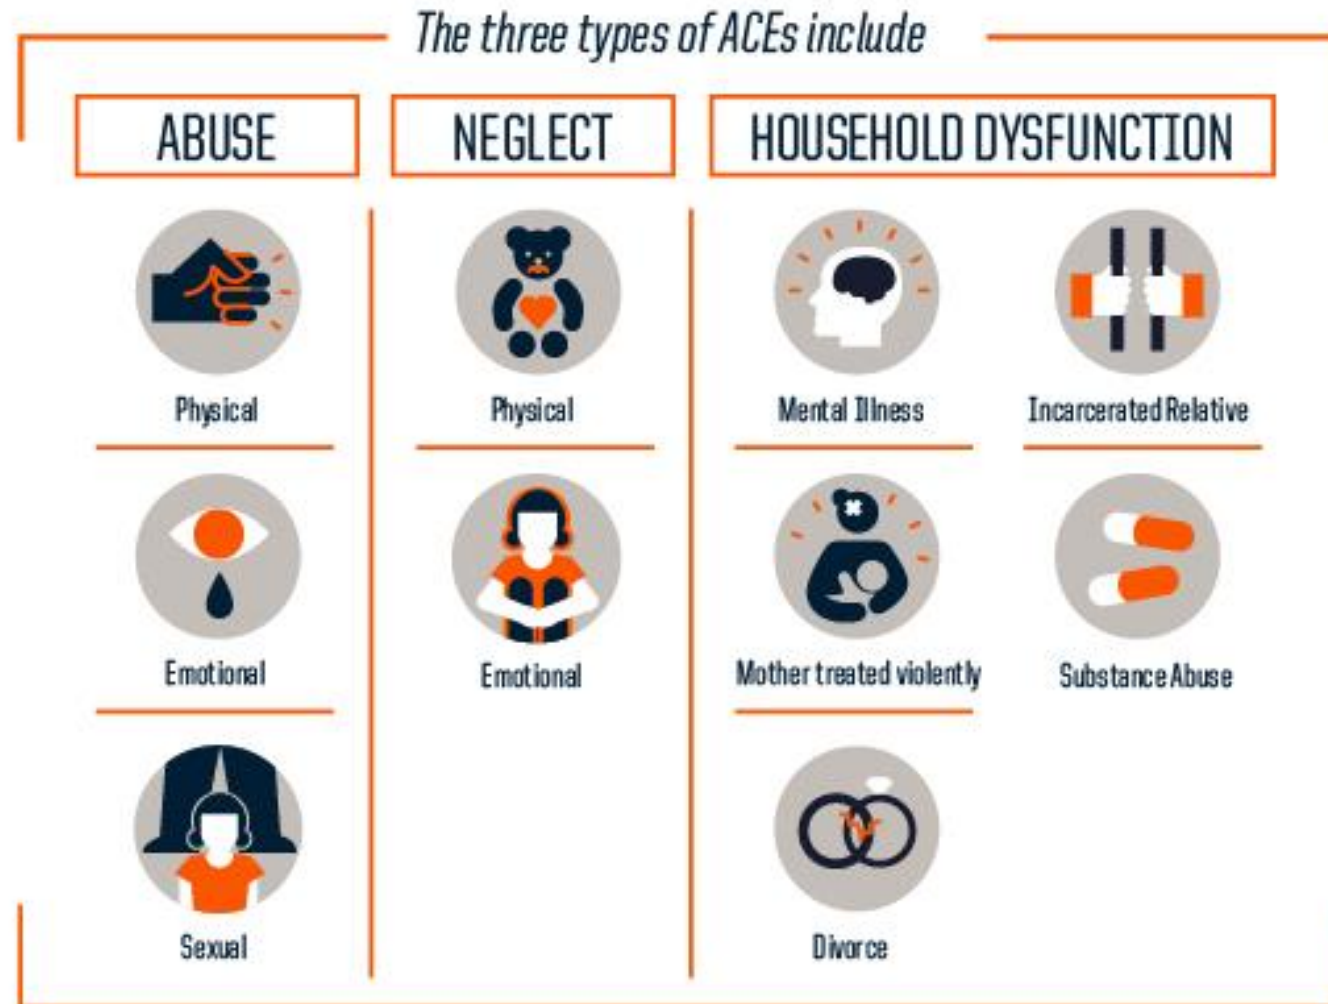 The three types of ACEs include
ABUSE
Physical
Emotional
Sexual
NEGLECT
Physical
Emotional
HOUSEHOLD DYSFUNCTION
Mental Illness
Incarcerated Relative
Mother treated violently
Substance Abuse
Divorce